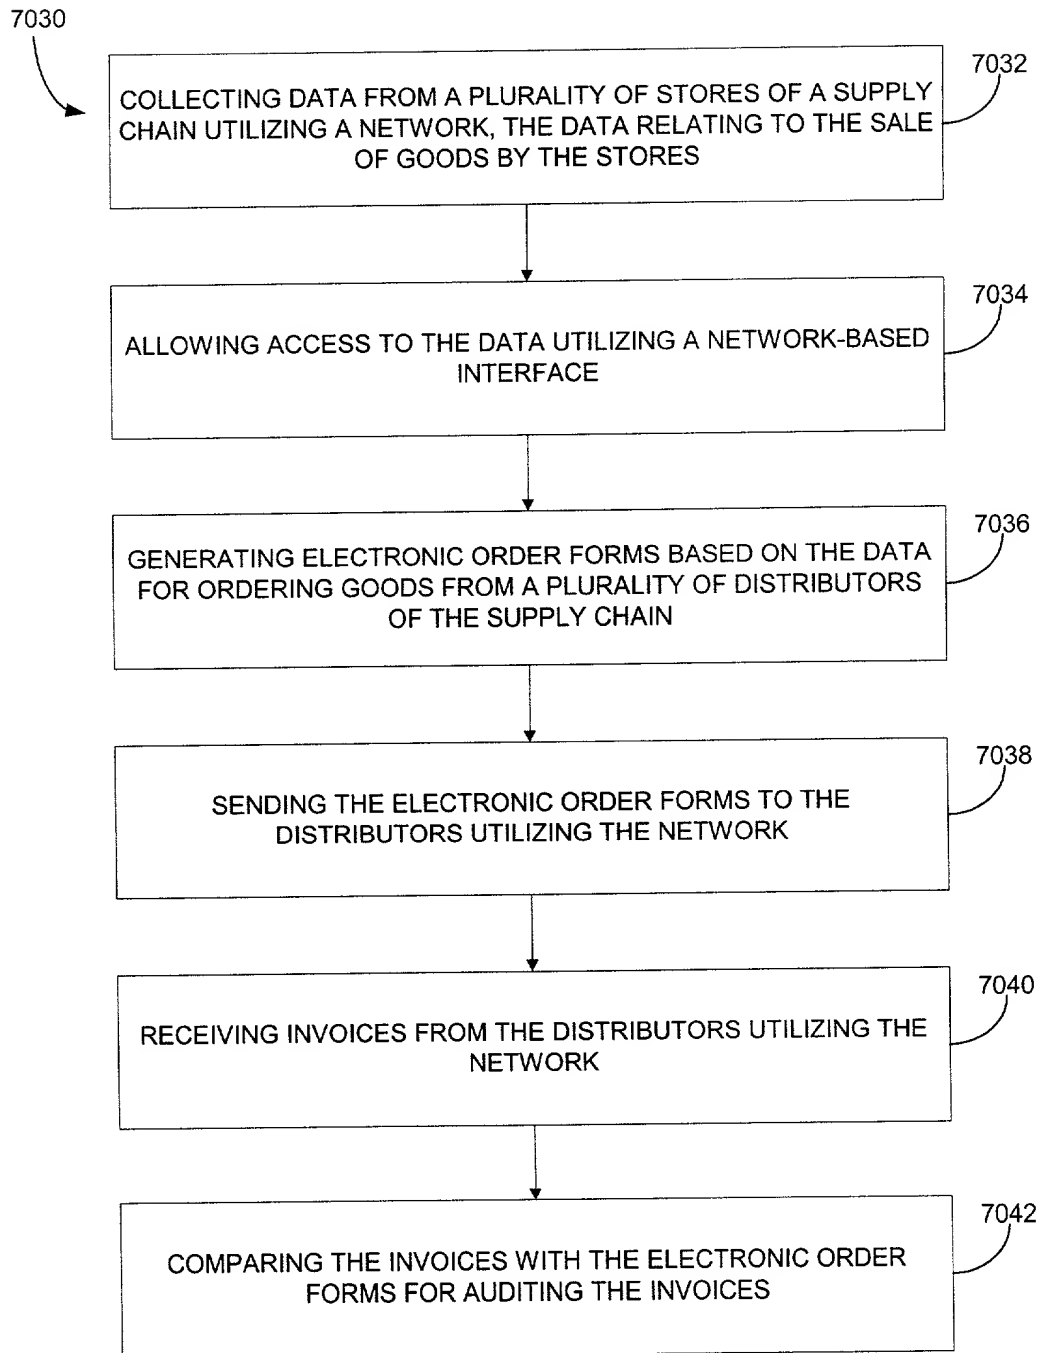 7030
7032
COLLECTING DATA FROM A PLURALITY OF STORES OF A SUPPLY
CHAIN UTILIZING A NETWORK, THE DATA RELATING TO THE SALE
OF GOODS BY THE STORES
7034
ALLOWING ACCESS TO THE DATA UTILIZING A NETWORK-BASED
INTERFACE
7036
GENERATING ELECTRONIC ORDER FORMS BASED ON THE DATA
FOR ORDERING GOODS FROM A PLURALITY OF DISTRIBUTORS
OF THE SUPPLY CHAIN
7038
SENDING THE ELECTRONIC ORDER FORMS TO THE
DISTRIBUTORS UTILIZING THE NETWORK
7040
RECEIVING INVOICES FROM THE DISTRIBUTORS UTILIZING THE
NETWORK
7042
COMPARING THE INVOICES WITH THE ELECTRONIC ORDER
FORMS FOR AUDITING THE INVOICES